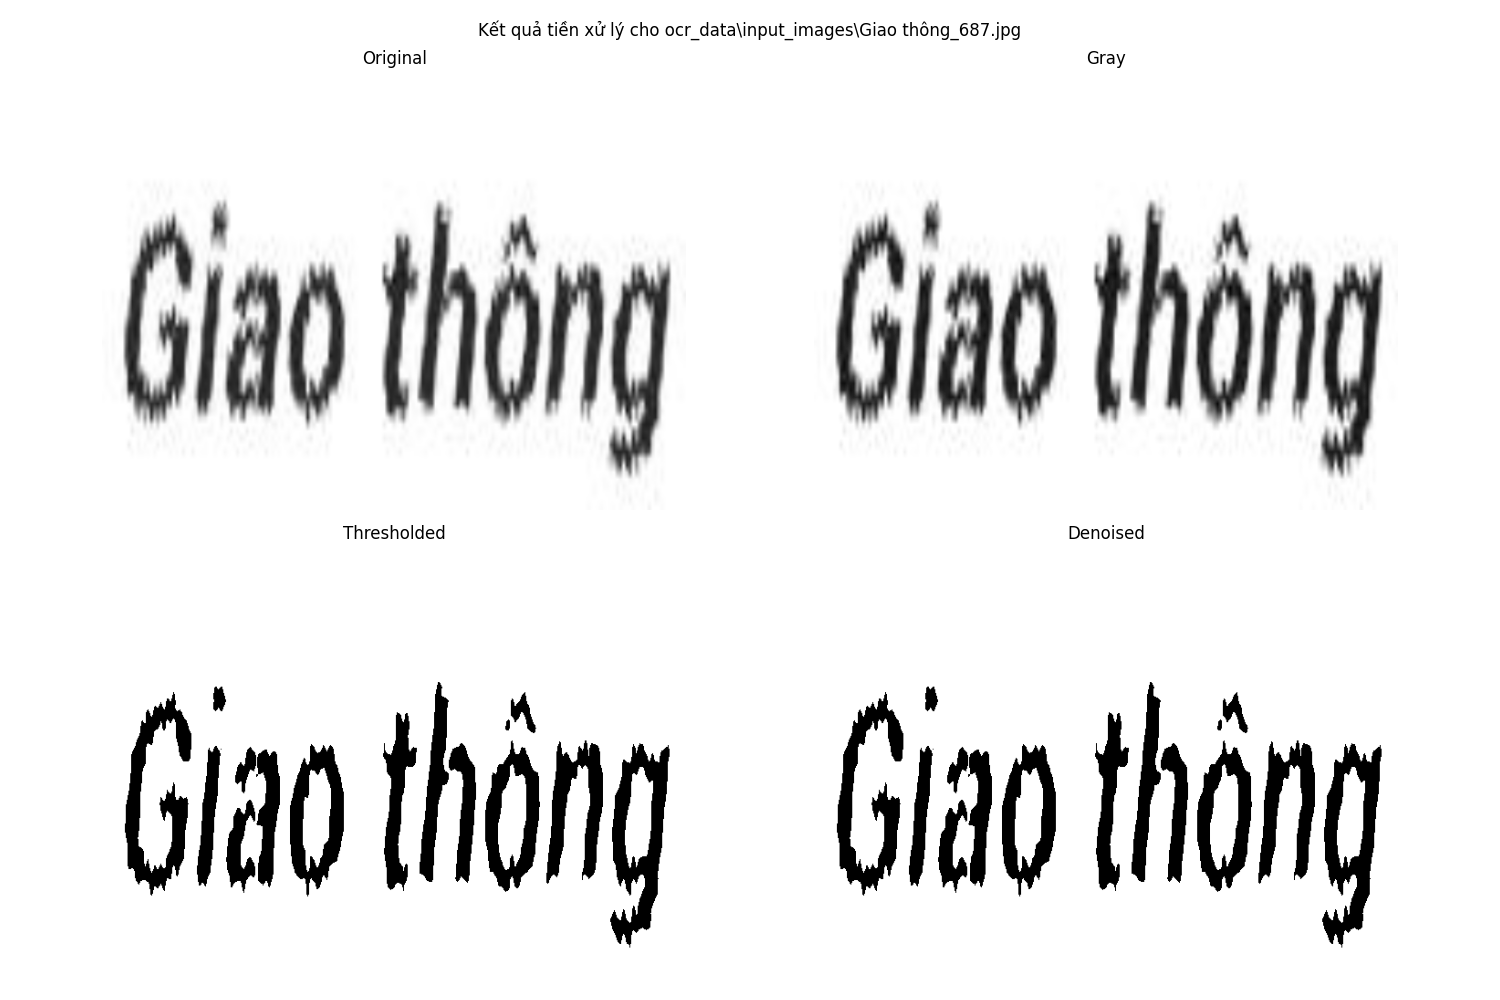 Kết quả tiền xử lý cho ocr_data\input_images\Giao thông_687.jpg
Original
Gray
Giao thông
Giao thông
Thresholded
Denoised
Giao thông
Giao thông